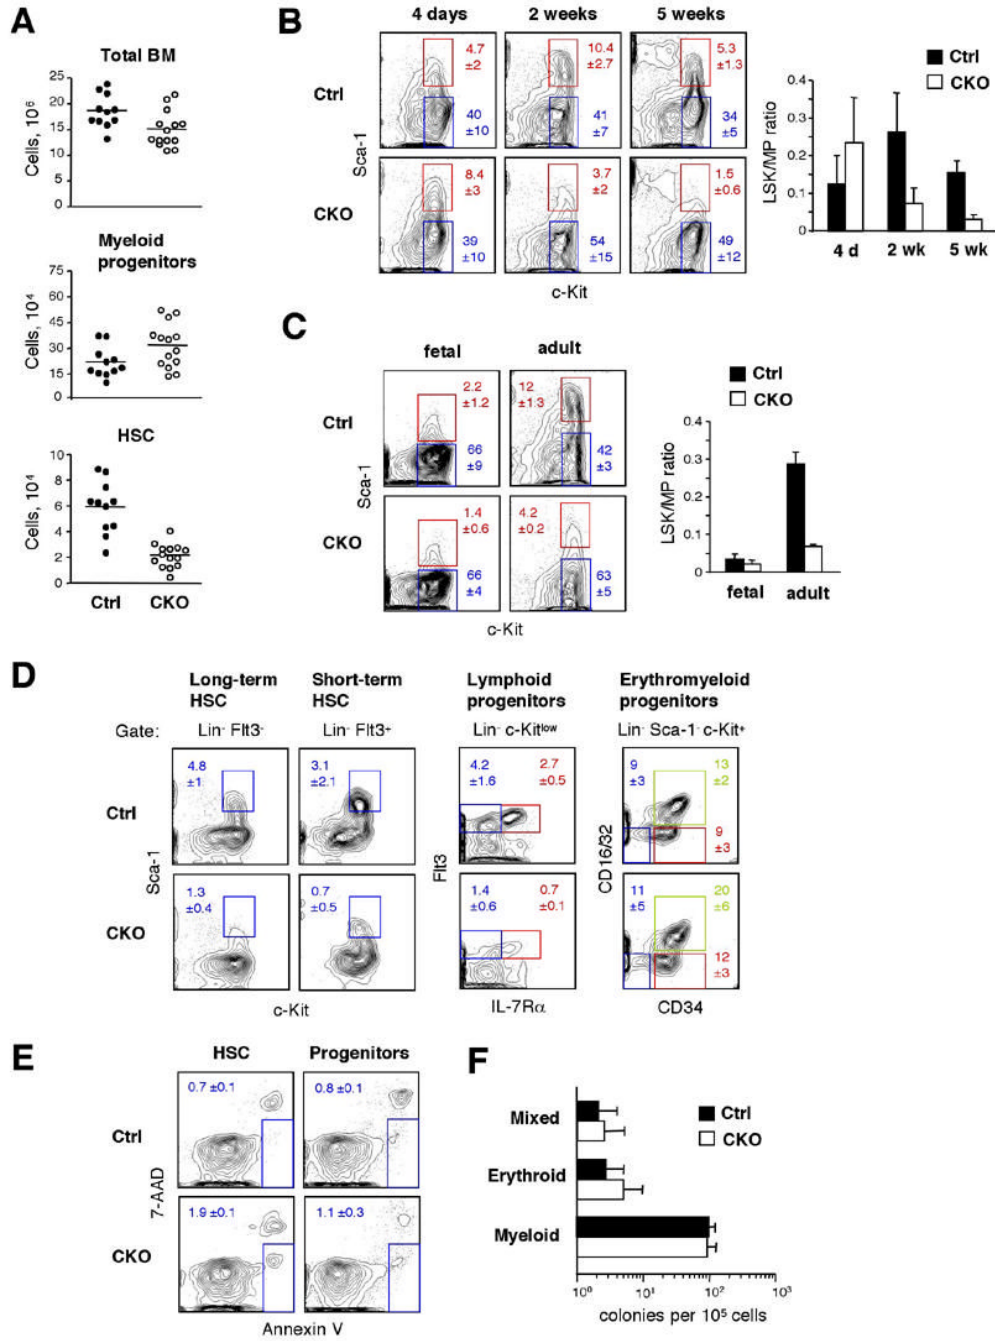 A
Total BM
Cells, 10⁶
25
20
15
10
5
0
Myeloid
progenitors
Cells, 10⁴
75
60
45
30
15
0
HSC
Cells, 10⁴
10
8
6
4
2
0
Ctrl CKO
B
4 days 2 weeks 5 weeks
Ctrl
4.7
±2
40
±10
10.4
±2.7
41
±7
5.3
±1.3
34
±5
Sca-1
CKO
8.4
±3
39
±10
3.7
±2
54
±15
1.5
±0.6
49
±12
c-Kit
Ctrl
CKO
LSK/MP ratio
0.4
0.3
0.2
0.1
0
4 d 2 wk 5 wk
C
fetal adult
Ctrl
2.2
±1.2
66
±9
12
±1.3
42
±3
Sca-1
CKO
1.4
±0.6
66
±4
4.2
±0.2
63
±5
c-Kit
Ctrl
CKO
LSK/MP ratio
0.4
0.3
0.2
0.1
0
fetal adult
D
Long-term
HSC
Short-term
HSC
Lymphoid
progenitors
Erythromyeloid
progenitors
Gate: Lin⁻ Flt3⁻ Lin⁻ Flt3⁺ Lin⁻ c-Kitˡᵒʷ Lin⁻ Sca-1⁻ c-Kit⁺
Ctrl
4.8
±1
3.1
±2.1
4.2
±1.6
2.7
±0.5
9
±3
13
±2
9
±3
Sca-1
Flt3
CD16/32
CKO
1.3
±0.4
0.7
±0.5
1.4
±0.6
0.7
±0.1
11
±5
20
±6
12
±3
c-Kit IL-7Rα CD34
E
HSC Progenitors
Ctrl
0.7 ±0.1 0.8 ±0.1
7-AAD
CKO
1.9 ±0.1 1.1 ±0.3
Annexin V
F
Mixed
Erythroid
Myeloid
Ctrl
CKO
10⁰ 10¹ 10² 10³
colonies per 10⁵ cells